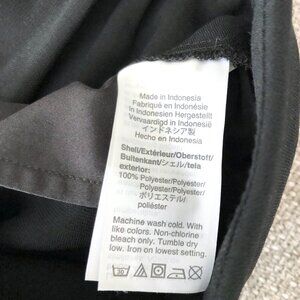 Made in Indonesia
Fabriqué en Indonésie
In Indonesien Hergestellt
Vervaardigd in Indonesië
インドネシア製
Hecho en Indonesia
Shell/Extérieur/Oberstoff/
Buitenkant/シェル/tela
exterior:
100% Polyester/Polyester/
Polyester/Polyester/
ポリエステル/
poliéster
Machine wash cold. With
like colors. Non-chlorine
bleach only. Tumble dry
low. Iron on lowest setting.
30